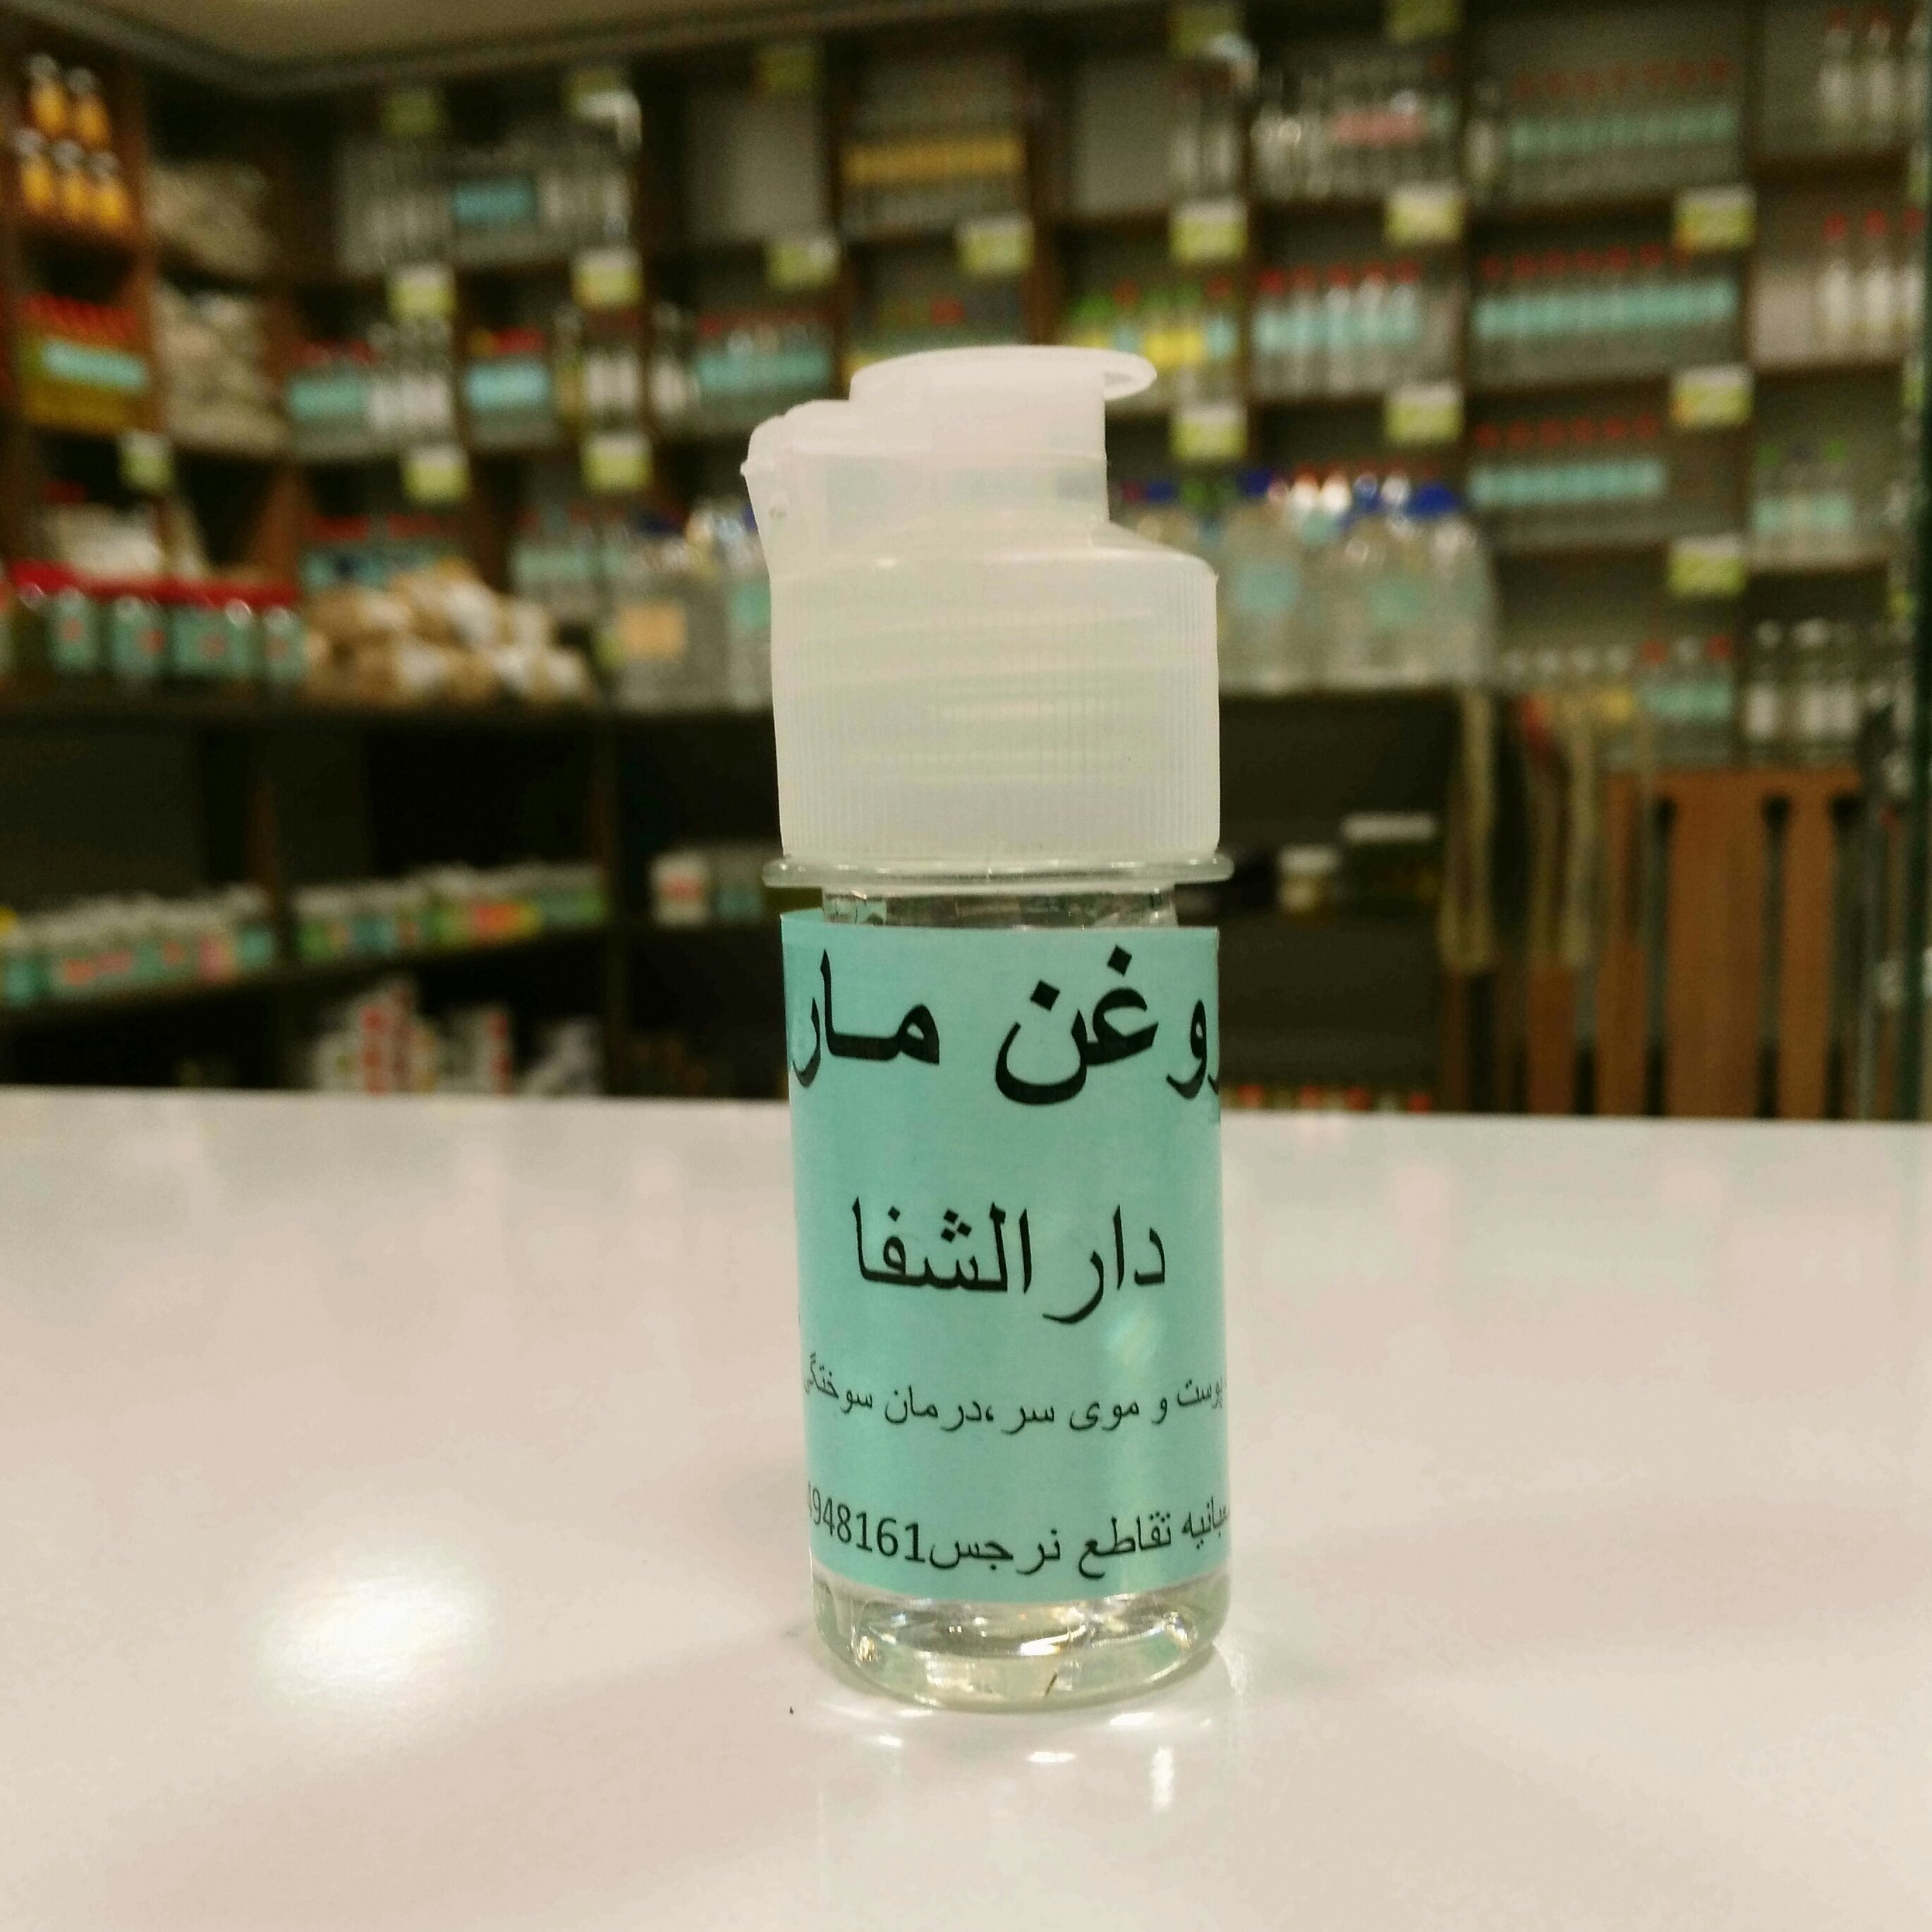 روغن مار
دار الشفا
پوست و موی سر،درمان سوختگی
تقاطع نرجس948161